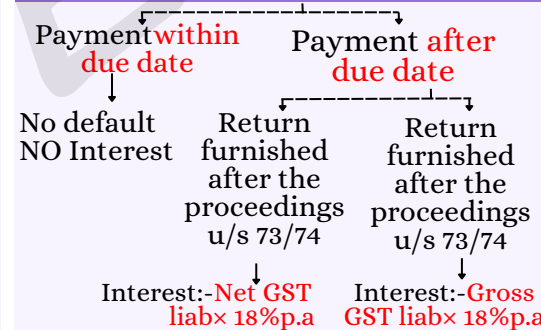 Payment within
due date
Payment after
due date
No default
NO Interest
Return
furnished
after the
proceedings
u/s 73/74
Return
furnished
after the
proceedings
u/s 73/74
Interest:-Net GST
liab× 18%p.a
Interest:-Gross
GST liab× 18%p.a